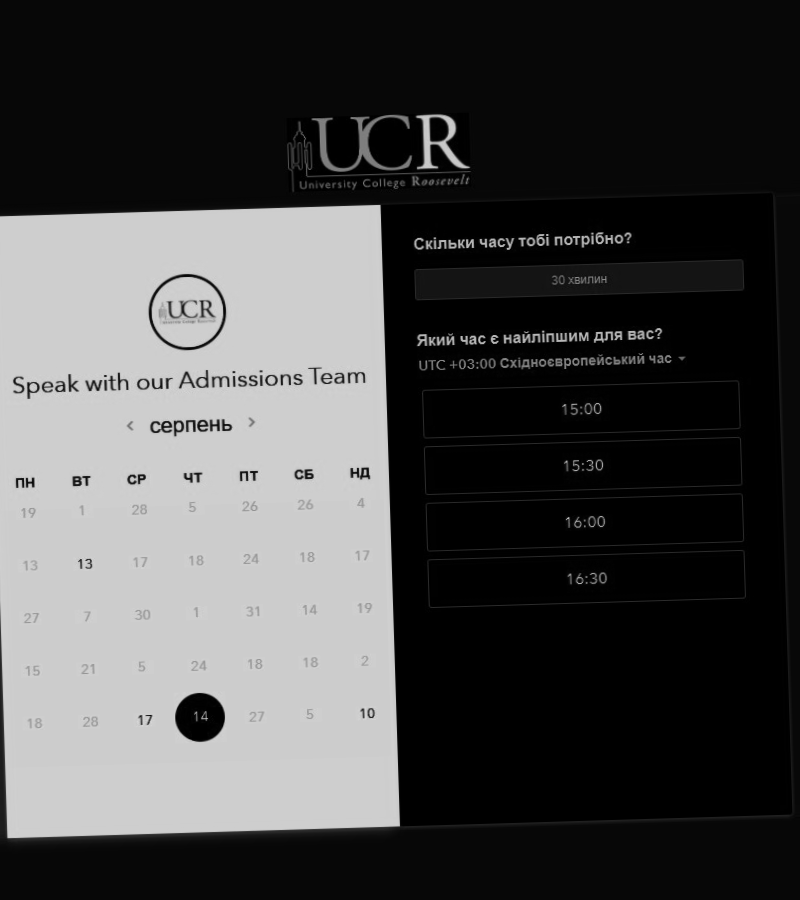 UCR
University College Roosevelt
UCR
Speak with our Admissions Team
серпень
ПН ВТ СР ЧТ ПТ СБ НД
19 1 28 5 26 26 4
13 13 17 18 24 18 17
27 7 30 1 31 14 19
15 21 5 24 18 18 2
18 28 17 14 27 5 10
Скільки часу тобі потрібно?
30 хвилин
Який час є найліпшим для вас?
UTC +03:00 Східноєвропейський час
15:00
15:30
16:00
16:30